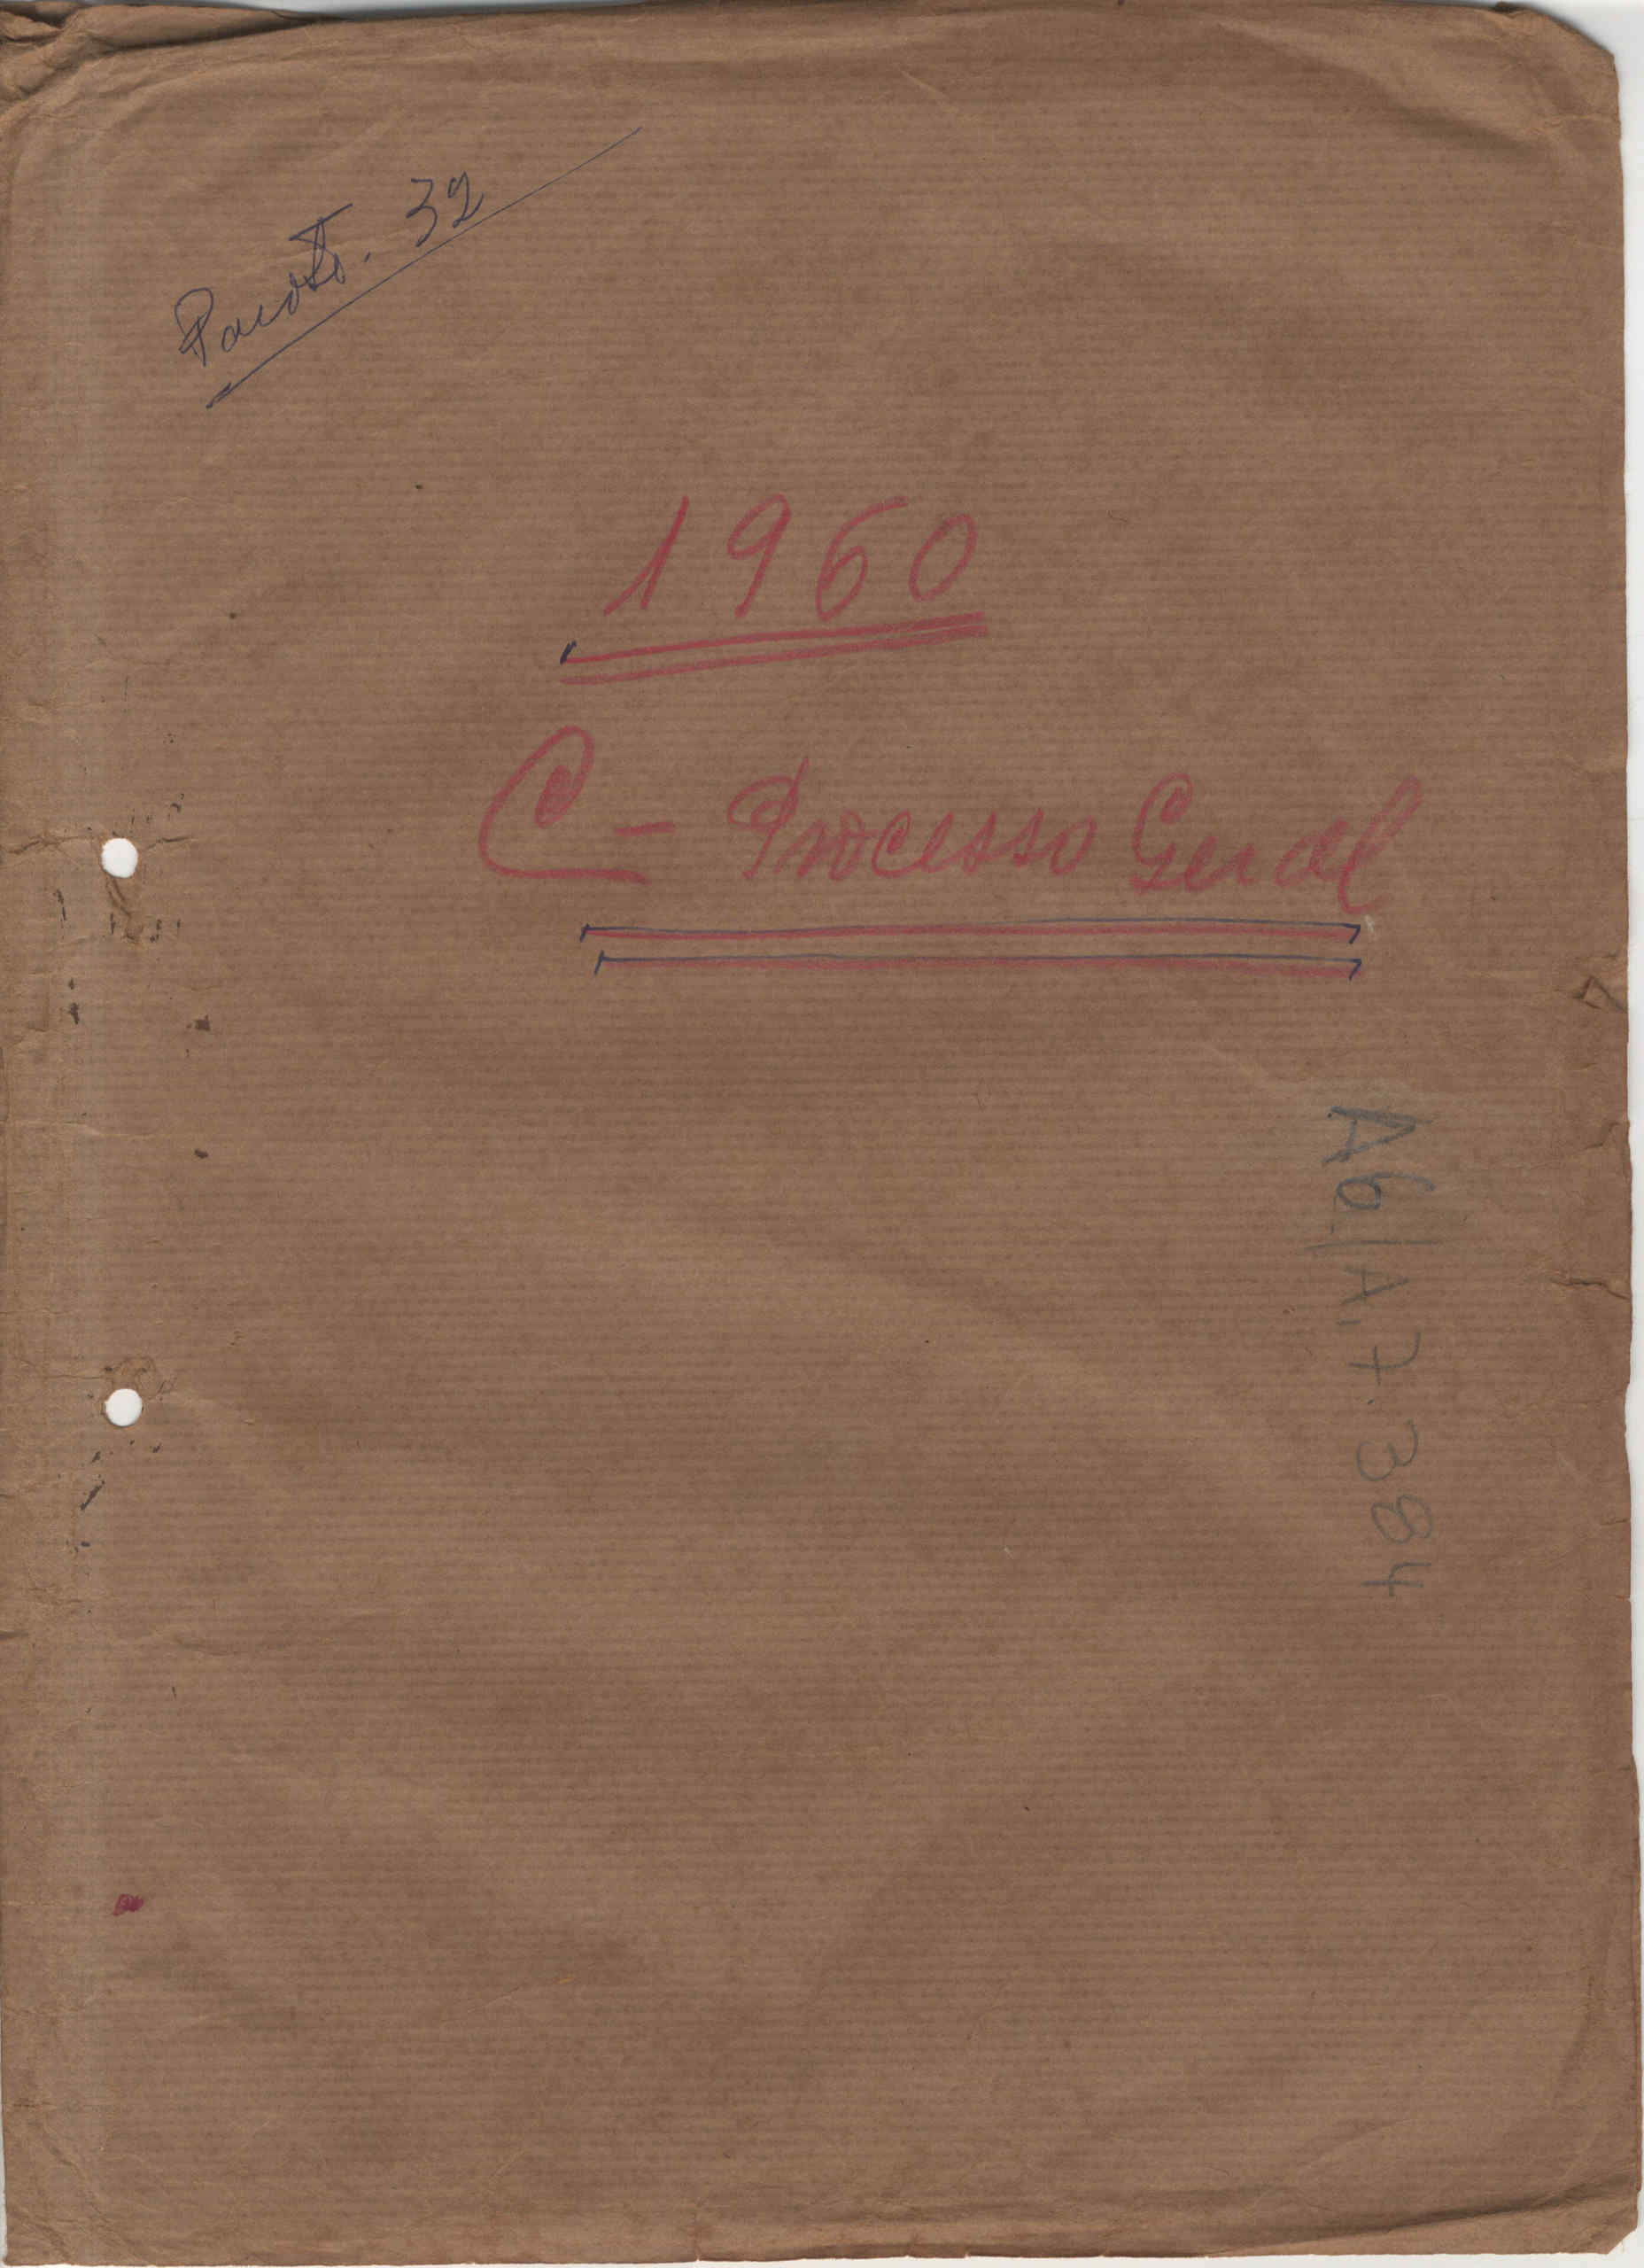 Pacote. 32
1960
C - Processo Geral
A6/A.7.384